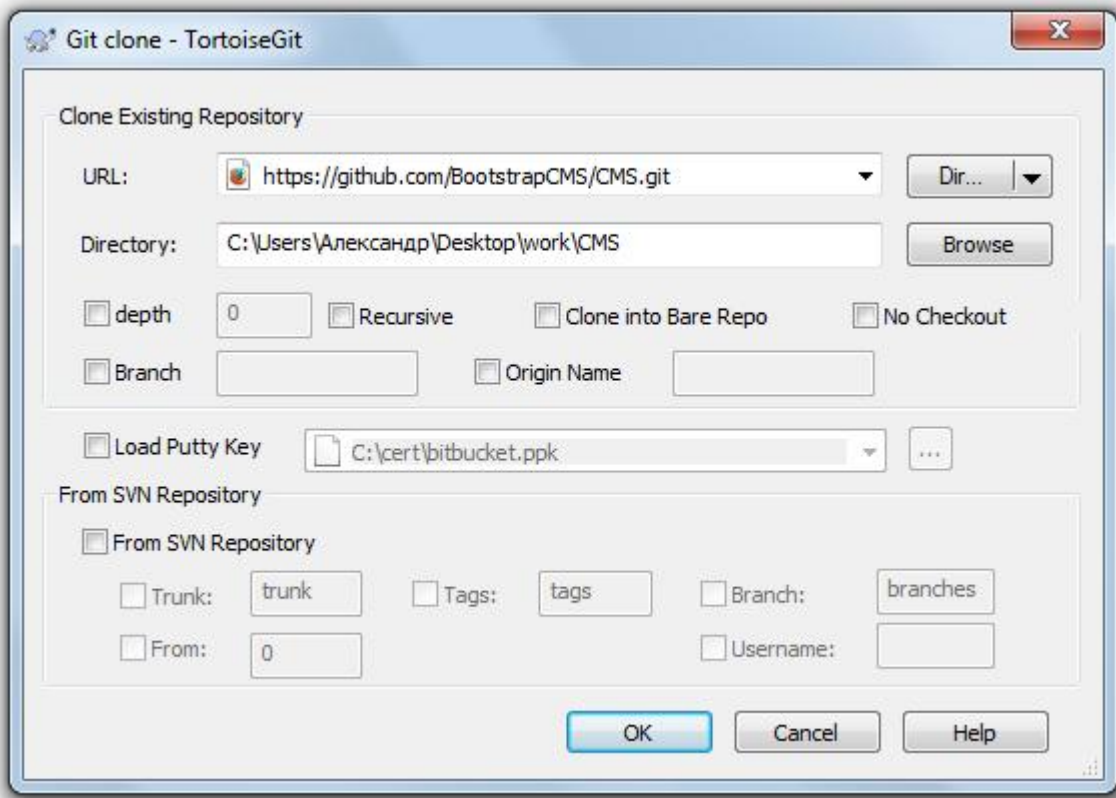 Git clone - TortoiseGit
Clone Existing Repository
URL: https://github.com/BootstrapCMS/CMS.git Dir...
Directory: C:\Users\Александр\Desktop\work\CMS Browse
depth 0 Recursive Clone into Bare Repo No Checkout
Branch Origin Name
Load Putty Key C:\cert\bitbucket.ppk ...
From SVN Repository
From SVN Repository
Trunk: trunk Tags: tags Branch: branches
From: 0 Username:
OK Cancel Help